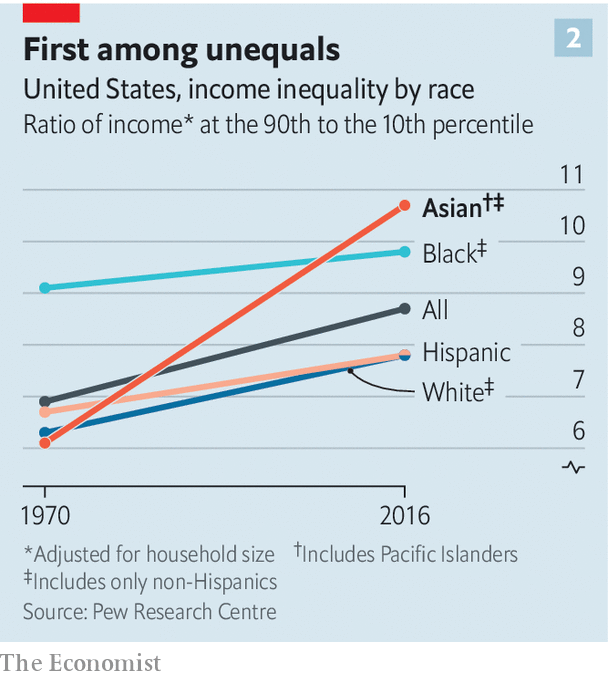 2
First among unequals
United States, income inequality by race
Ratio of income* at the 90th to the 10th percentile
11
Asian†‡
10
Black‡
9
All
8
Hispanic
7
White‡
6
1970 2016
*Adjusted for household size †Includes Pacific Islanders
‡Includes only non-Hispanics
Source: Pew Research Centre
The Economist